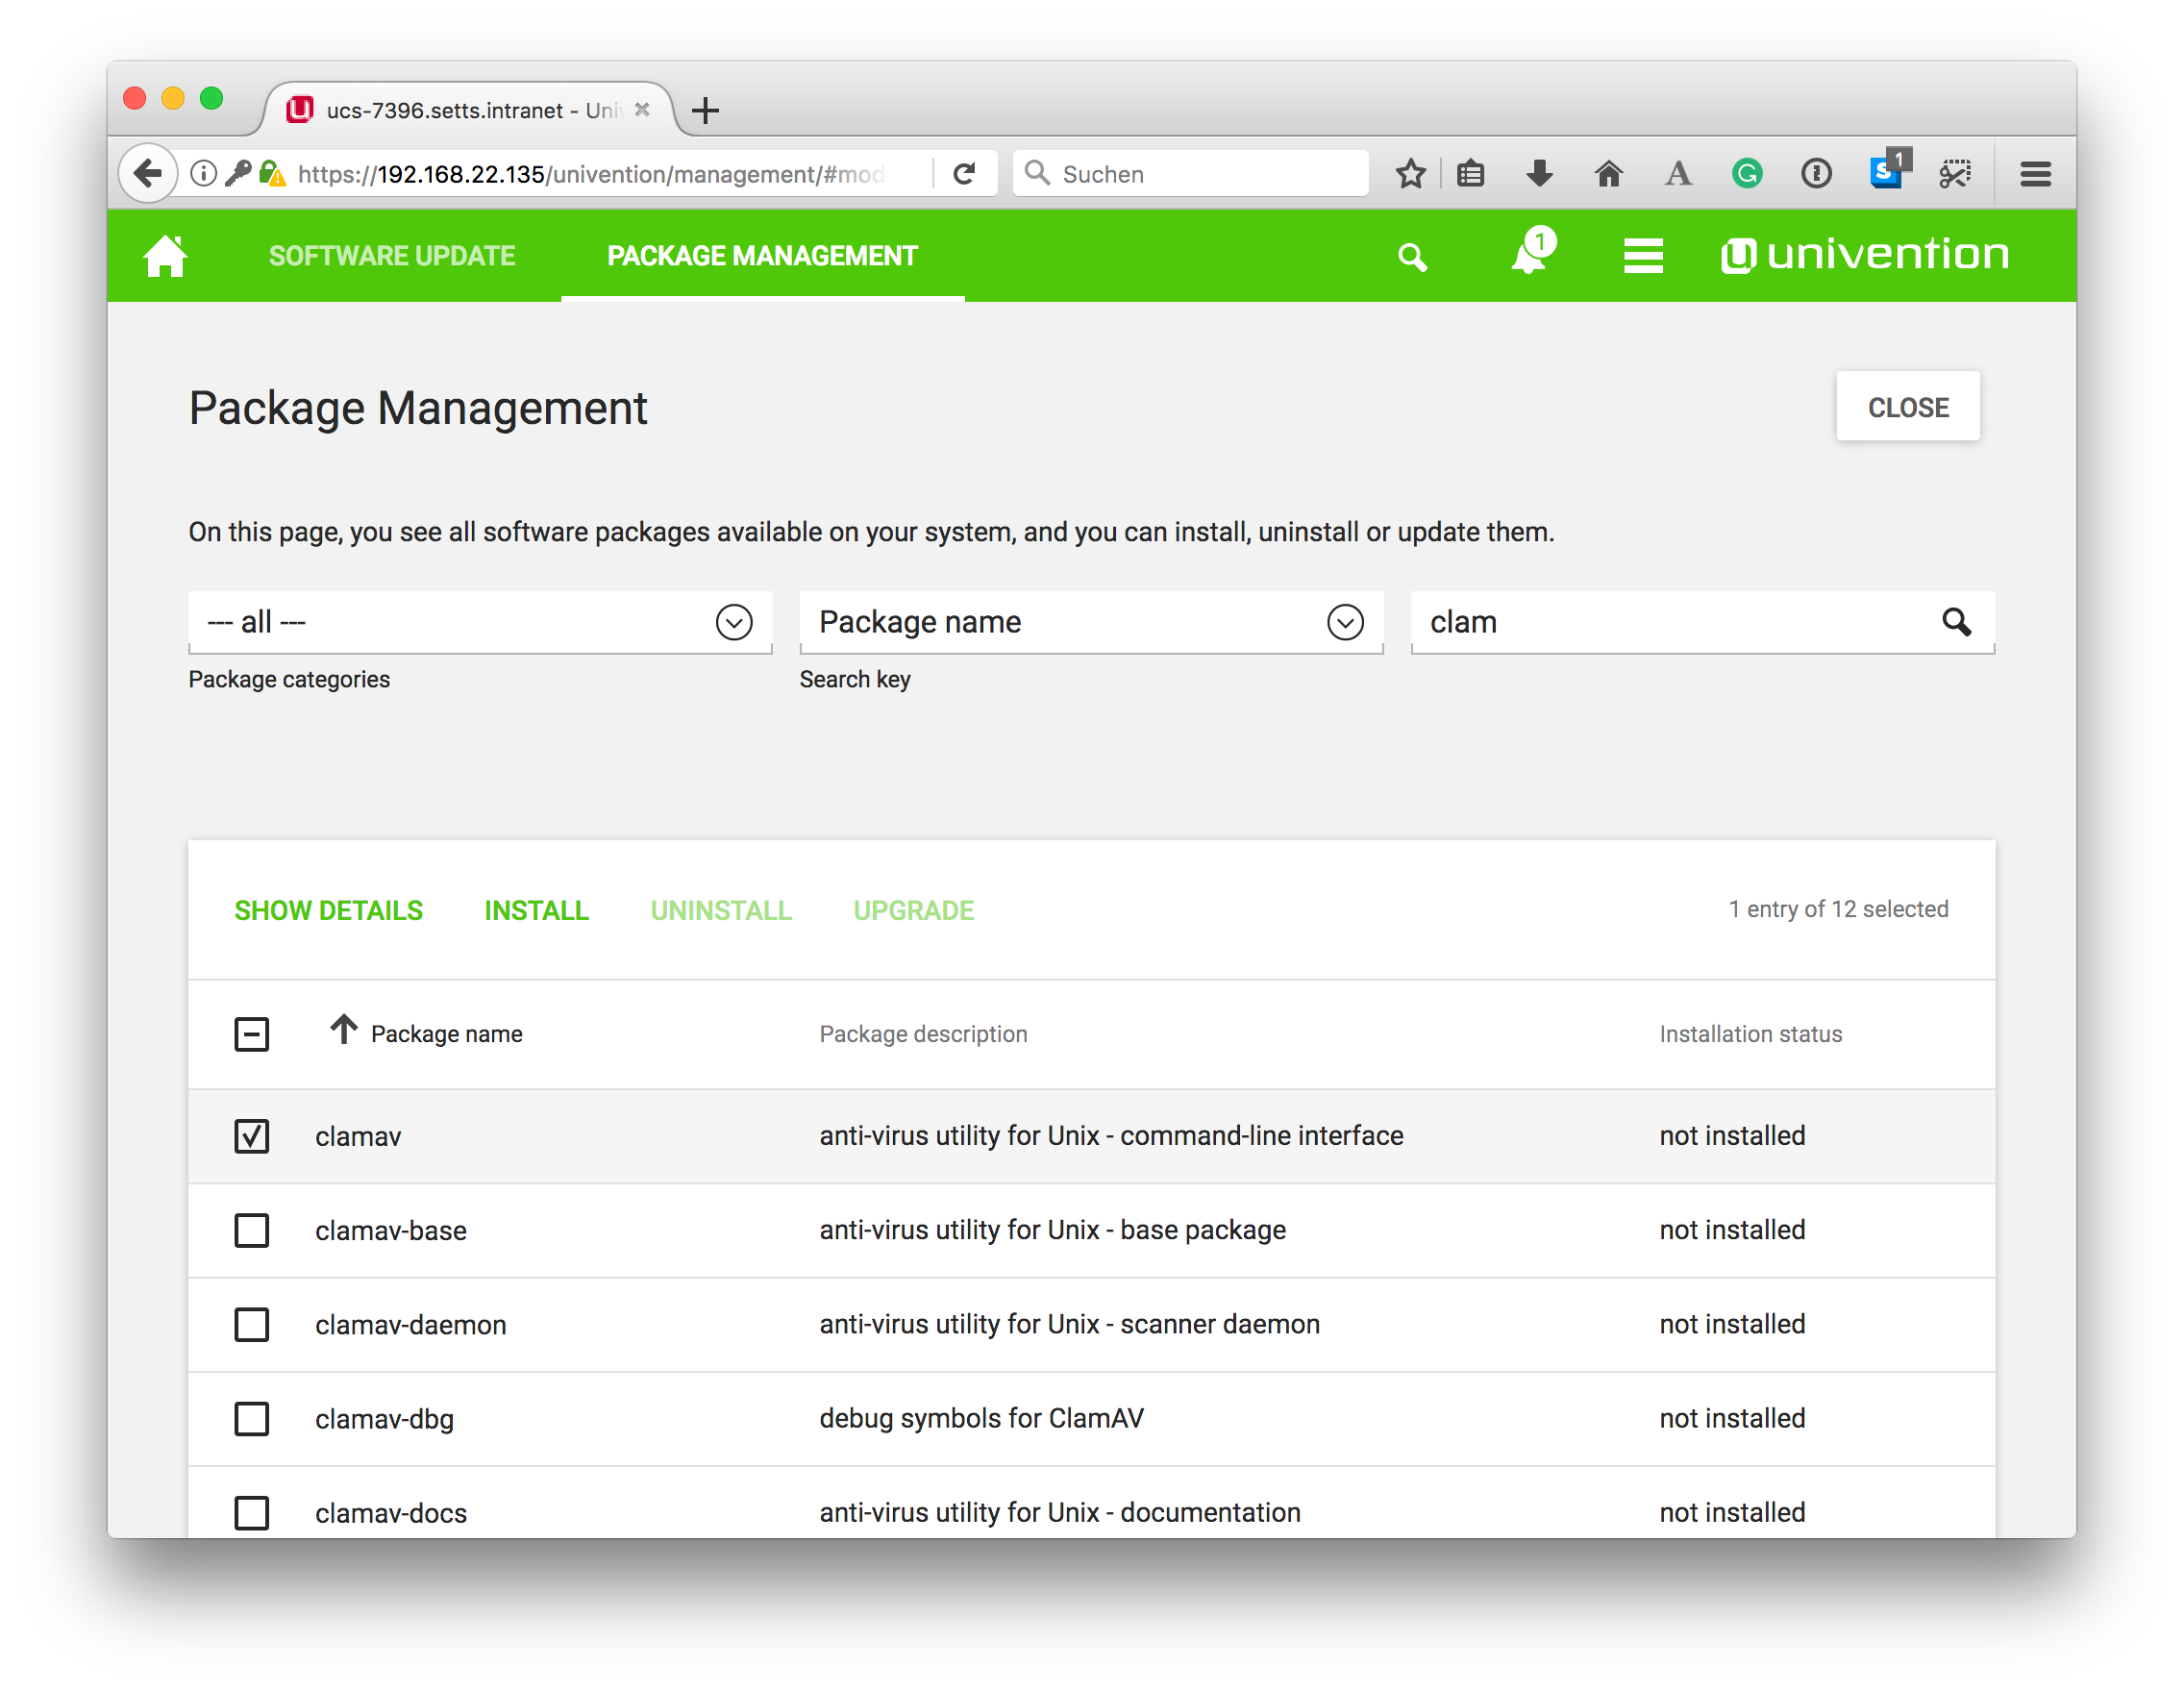 ucs-7396.setts.intranet - Uni
https://192.168.22.135/univention/management/#mod
Suchen
1
SOFTWARE UPDATE
PACKAGE MANAGEMENT
1
univention
Package Management
CLOSE
On this page, you see all software packages available on your system, and you can install, uninstall or update them.
--- all ---
Package name
clam
Package categories
Search key
SHOW DETAILS
INSTALL
UNINSTALL
UPGRADE
1 entry of 12 selected
Package name
Package description
Installation status
clamav
anti-virus utility for Unix - command-line interface
not installed
clamav-base
anti-virus utility for Unix - base package
not installed
clamav-daemon
anti-virus utility for Unix - scanner daemon
not installed
clamav-dbg
debug symbols for ClamAV
not installed
clamav-docs
anti-virus utility for Unix - documentation
not installed